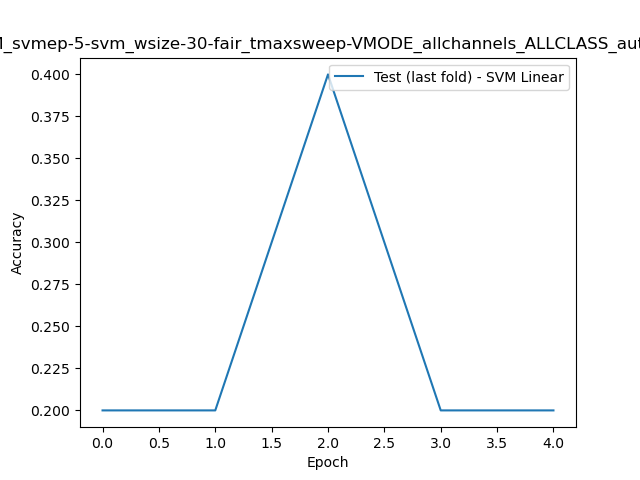 _svmep-5-svm_wsize-30-fair_tmaxsweep-VMODE_allchannels_ALLCLASS_aut
Test (last fold) - SVM Linear
0.400
0.375
0.350
0.325
0.300
0.275
0.250
0.225
0.200
Accuracy
0.0 0.5 1.0 1.5 2.0 2.5 3.0 3.5 4.0
Epoch